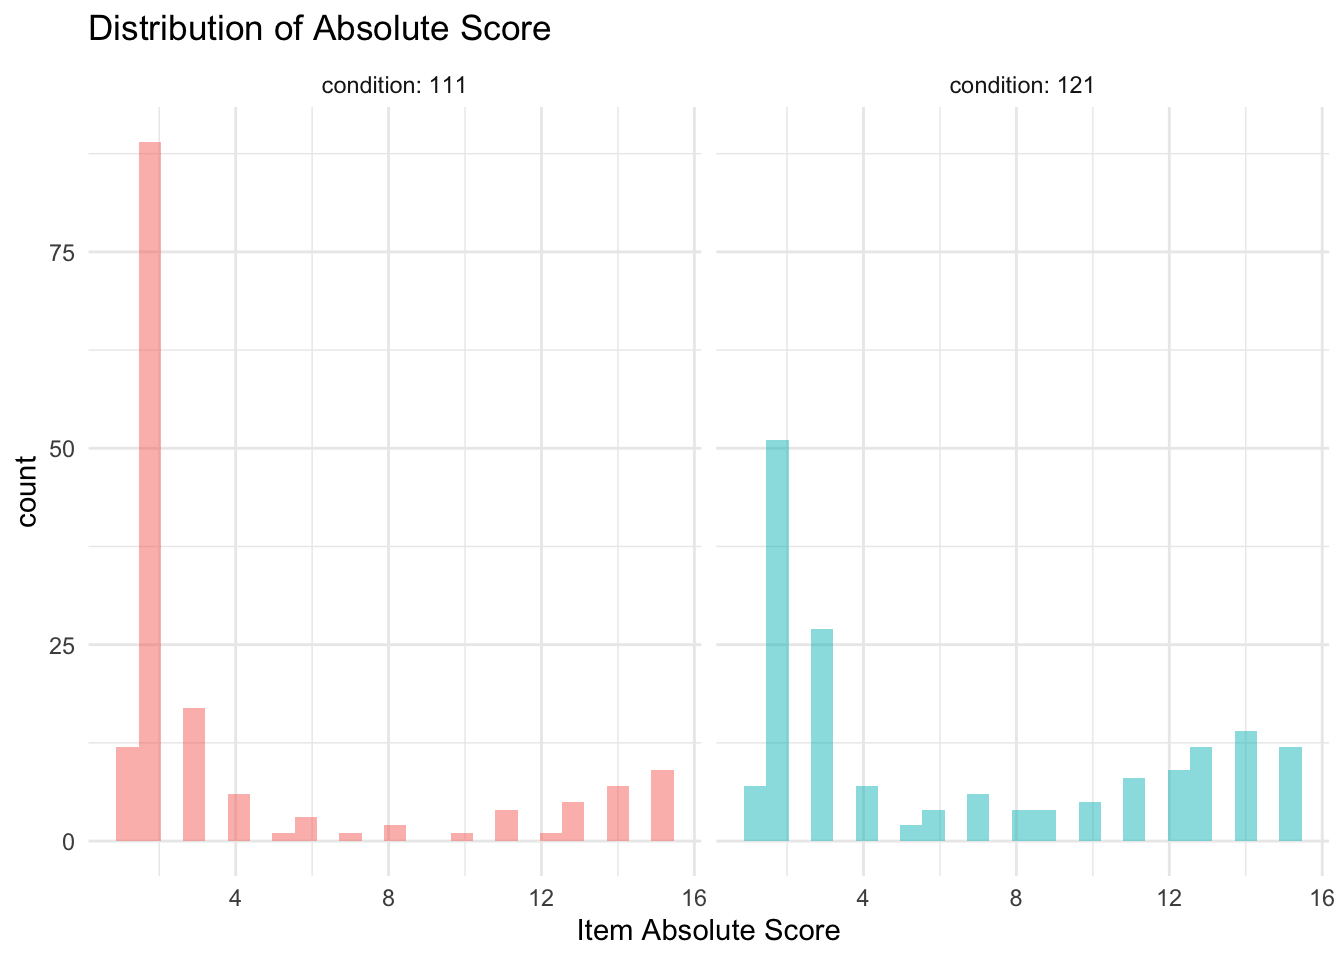 Distribution of Absolute Score
condition: 111
condition: 121
count
75
50
25
0
4
8
12
16
4
8
12
16
Item Absolute Score